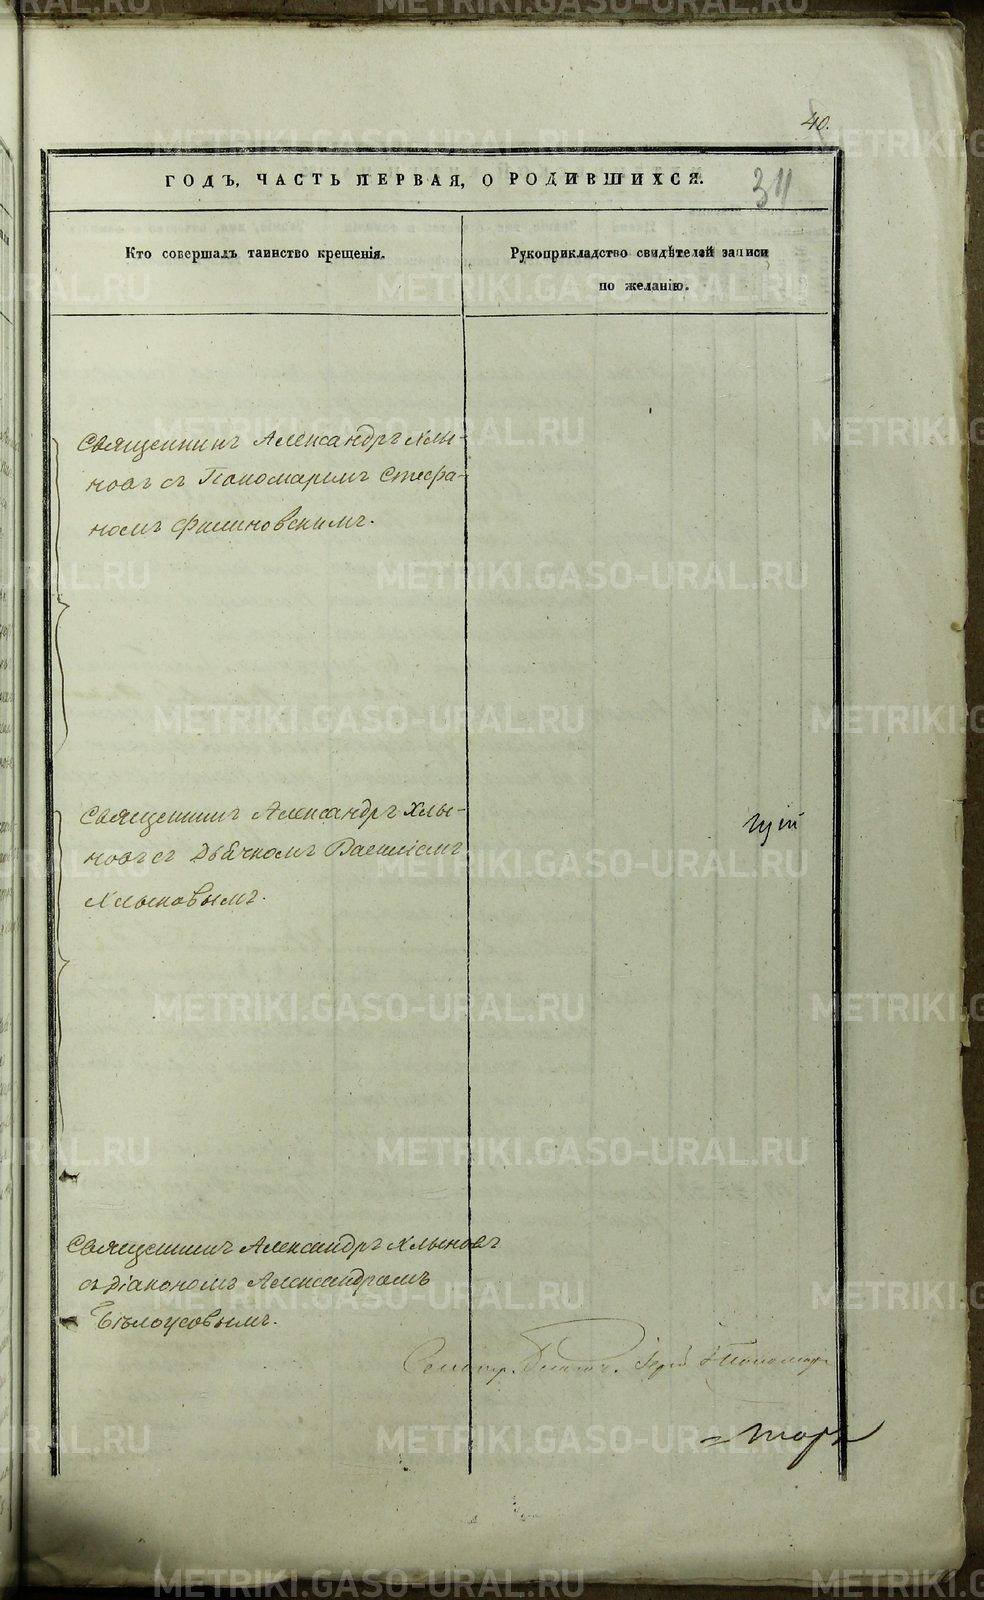 40.
ГОДЪ, ЧАСТЬ ПЕРВАЯ, О РОДИВШИХСЯ.
Кто совершалъ таинство крещенія.
Рукоприкладство свидѣтелей записи
по желанію.
Священникъ Александръ Хлы-
новъ съ Пономаремъ Стефа-
номъ Филиновскимъ.
Священникъ Александръ Хлы-
новъ съ Дьячкомъ Василіемъ
Хлыновымъ.
Священникъ Александръ Хлыновъ
съ Діакономъ Александромъ
Бѣлоусовымъ.
METRIKI.GASO-URAL.RU